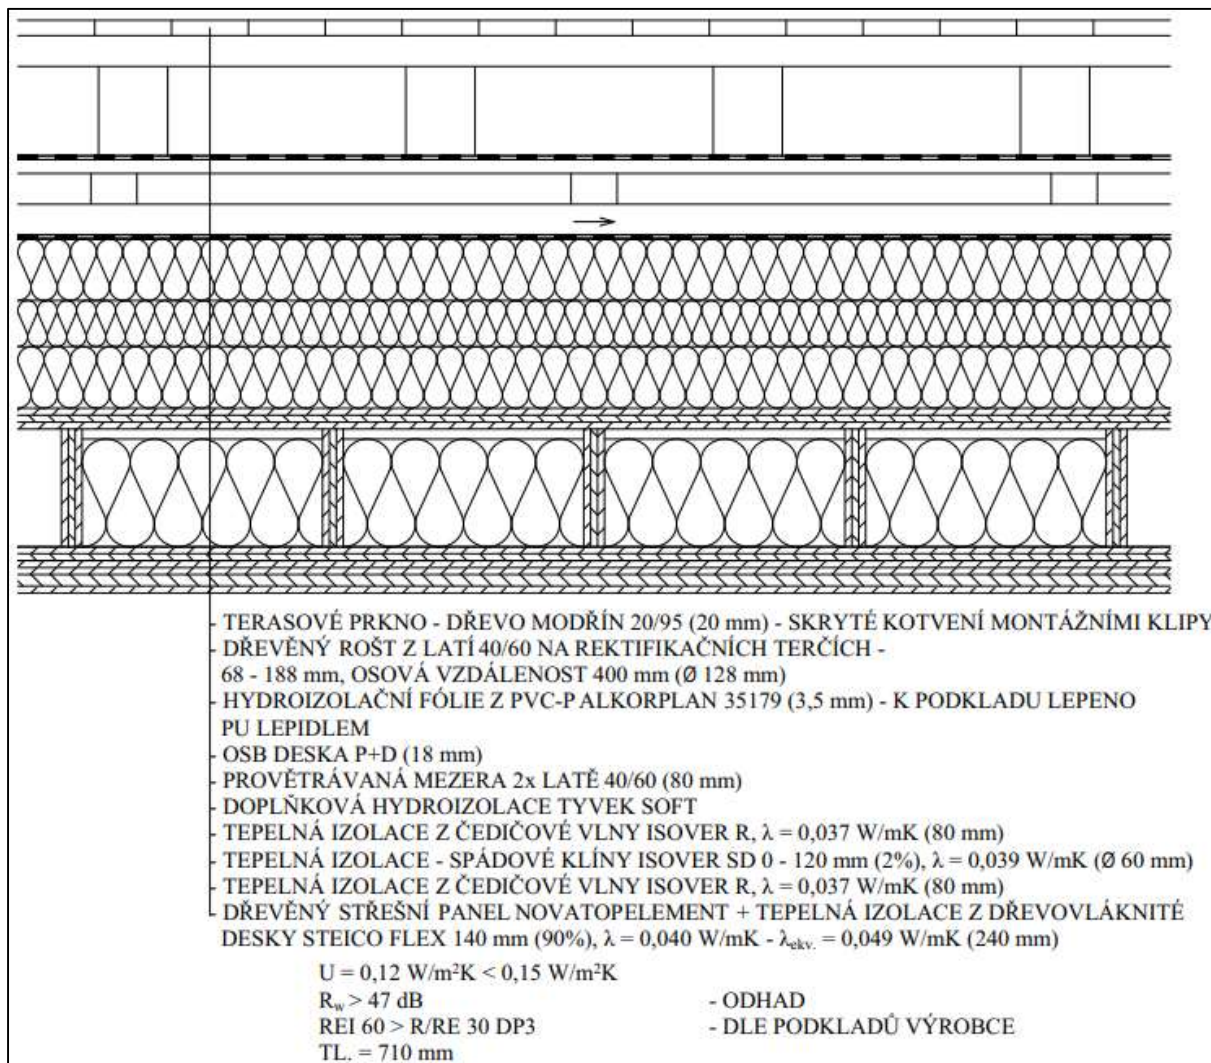 - TERASOVÉ PRKNO - DŘEVO MODŘÍN 20/95 (20 mm) - SKRYTÉ KOTVENÍ MONTÁŽNÍMI KLIPY
- DŘEVĚNÝ ROŠT Z LATÍ 40/60 NA REKTIFIKAČNÍCH TERČÍCH -
68 - 188 mm, OSOVÁ VZDÁLENOST 400 mm (Ø 128 mm)
- HYDROIZOLAČNÍ FÓLIE Z PVC-P ALKORPLAN 35179 (3,5 mm) - K PODKLADU LEPENO
PU LEPIDLEM
- OSB DESKA P+D (18 mm)
- PROVĚTRÁVANÁ MEZERA 2x LATĚ 40/60 (80 mm)
- DOPLŇKOVÁ HYDROIZOLACE TYVEK SOFT
- TEPELNÁ IZOLACE Z ČEDIČOVÉ VLNY ISOVER R, λ = 0,037 W/mK (80 mm)
- TEPELNÁ IZOLACE - SPÁDOVÉ KLÍNY ISOVER SD 0 - 120 mm (2%), λ = 0,039 W/mK (Ø 60 mm)
- TEPELNÁ IZOLACE Z ČEDIČOVÉ VLNY ISOVER R, λ = 0,037 W/mK (80 mm)
- DŘEVĚNÝ STŘEŠNÍ PANEL NOVATOPELEMENT + TEPELNÁ IZOLACE Z DŘEVOVLÁKNITÉ
DESKY STEICO FLEX 140 mm (90%), λ = 0,040 W/mK - λekv. = 0,049 W/mK (240 mm)
U = 0,12 W/m²K < 0,15 W/m²K
Rw > 47 dB - ODHAD
REI 60 > R/RE 30 DP3 - DLE PODKLADŮ VÝROBCE
TL. = 710 mm